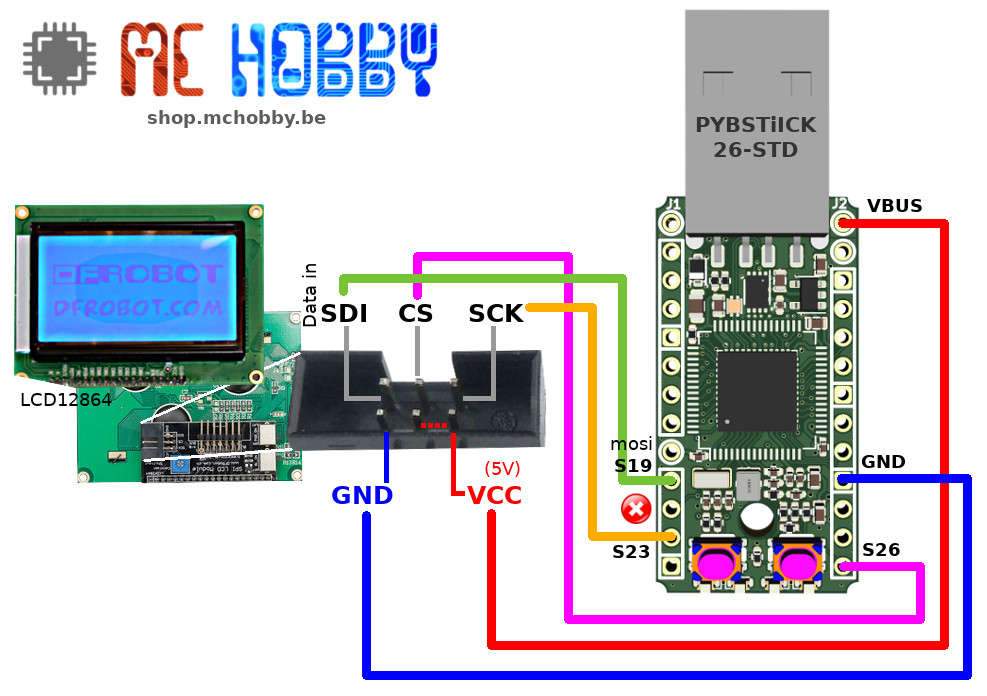 MC HOBBY
shop.mchobby.be
PYBSTiICK
26-STD
J1
J2
VBUS
DFROBOT
DFROBOT.COM
Data in
SDI
CS
SCK
LCD12864
mosi
S19
GND
(5V)
GND
VCC
S23
S26